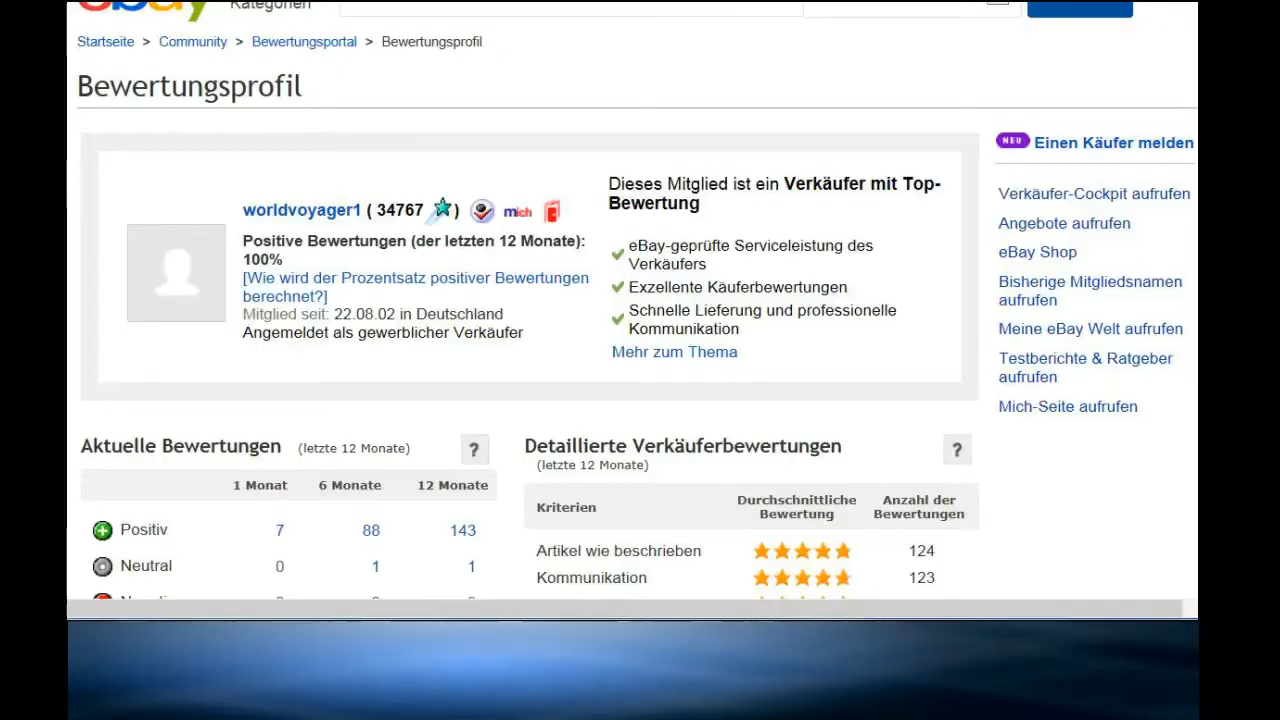 ebay Kategorien
Startseite > Community > Bewertungsportal > Bewertungsprofil
Bewertungsprofil
worldvoyager1 ( 34767 ) mich
Positive Bewertungen (der letzten 12 Monate):
100%
[Wie wird der Prozentsatz positiver Bewertungen
berechnet?]
Mitglied seit: 22.08.02 in Deutschland
Angemeldet als gewerblicher Verkäufer
Dieses Mitglied ist ein Verkäufer mit Top-
Bewertung
eBay-geprüfte Serviceleistung des
Verkäufers
Exzellente Käuferbewertungen
Schnelle Lieferung und professionelle
Kommunikation
Mehr zum Thema
NEU Einen Käufer melden
Verkäufer-Cockpit aufrufen
Angebote aufrufen
eBay Shop
Bisherige Mitgliedsnamen
aufrufen
Meine eBay Welt aufrufen
Testberichte & Ratgeber
aufrufen
Mich-Seite aufrufen
Aktuelle Bewertungen (letzte 12 Monate) ?
1 Monat 6 Monate 12 Monate
Positiv 7 88 143
Neutral 0 1 1
Detaillierte Verkäuferbewertungen ?
(letzte 12 Monate)
Kriterien Durchschnittliche Anzahl der
Bewertung Bewertungen
Artikel wie beschrieben 124
Kommunikation 123